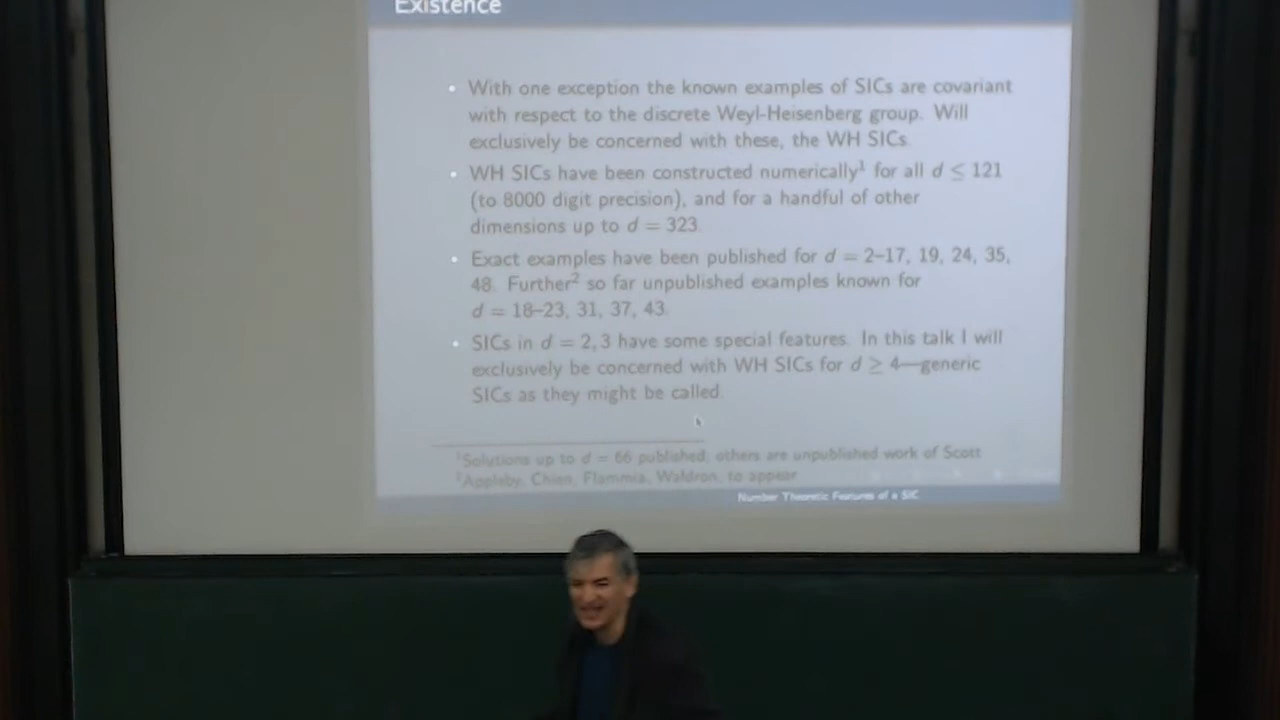 Existence
• With one exception the known examples of SICs are covariant
with respect to the discrete Weyl-Heisenberg group. Will
exclusively be concerned with these, the WH SICs.
• WH SICs have been constructed numerically¹ for all d ≤ 121
(to 8000 digit precision), and for a handful of other
dimensions up to d = 323.
• Exact examples have been published for d = 2–17, 19, 24, 35,
48. Further² so far unpublished examples known for
d = 18–23, 31, 37, 43.
• SICs in d = 2, 3 have some special features. In this talk I will
exclusively be concerned with WH SICs for d ≥ 4—generic
SICs as they might be called.
¹Solutions up to d = 66 published; others are unpublished work of Scott
²Appleby, Chien, Flammia, Waldron, to appear
Number Theoretic Features of a SIC